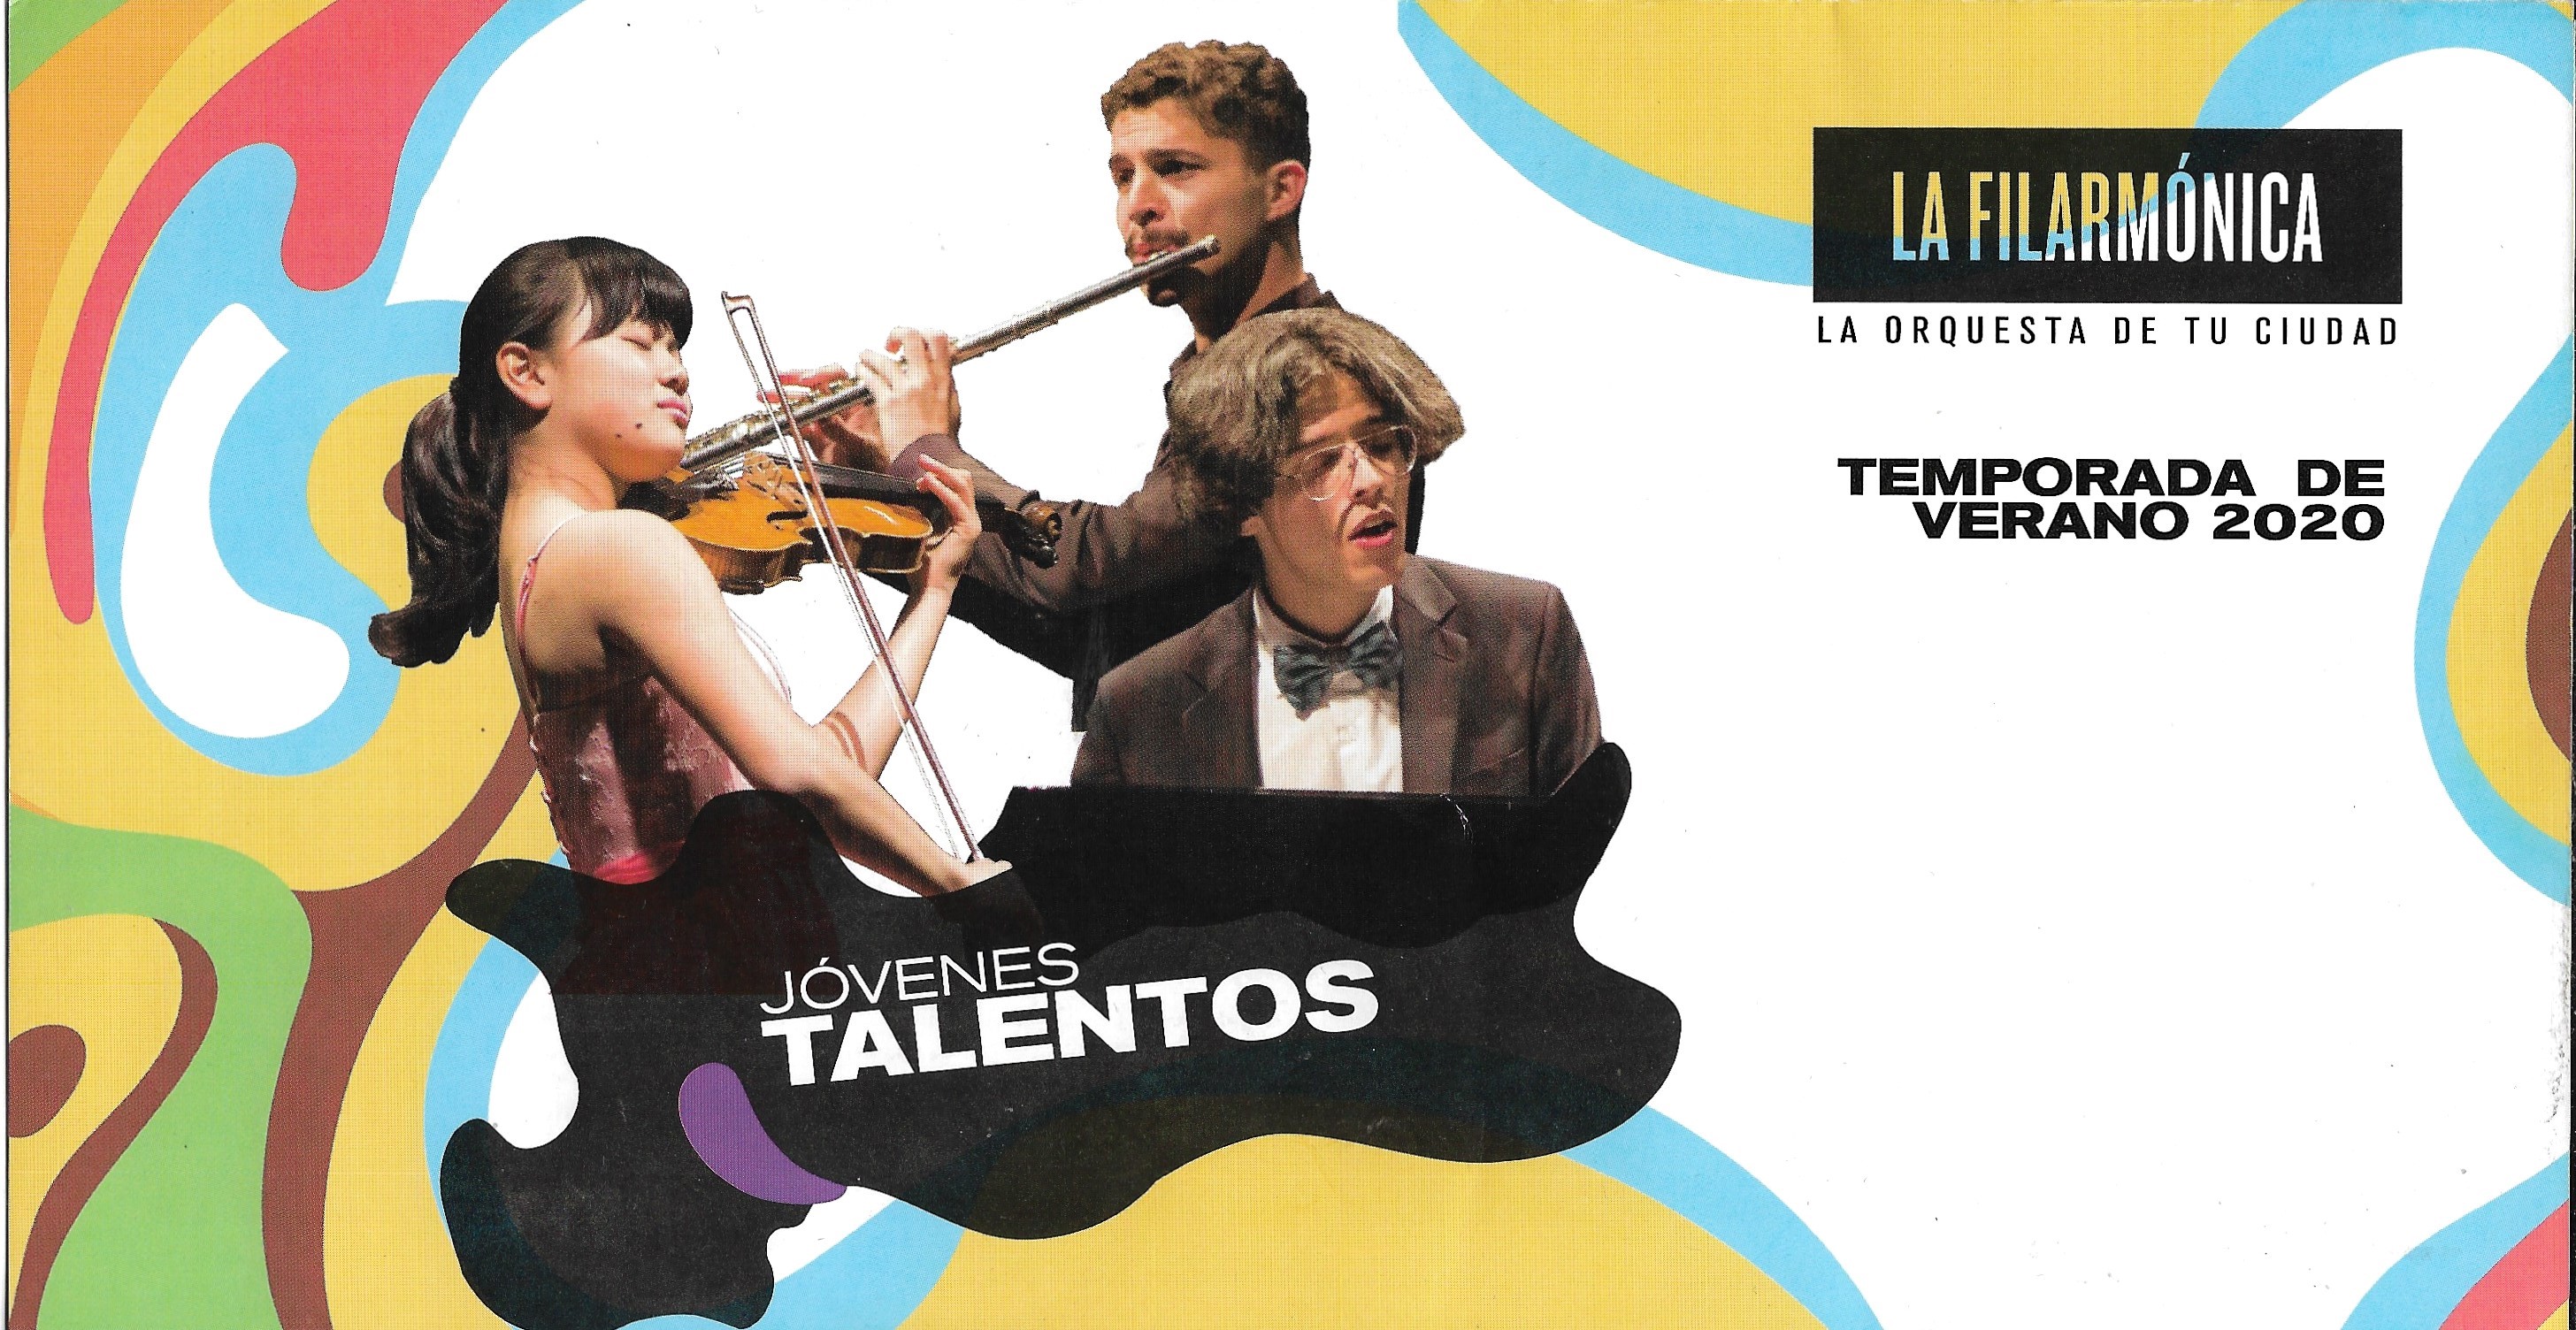 LA FILARMÓNICA
LA ORQUESTA DE TU CIUDAD
TEMPORADA DE
VERANO 2020
JÓVENES
TALENTOS